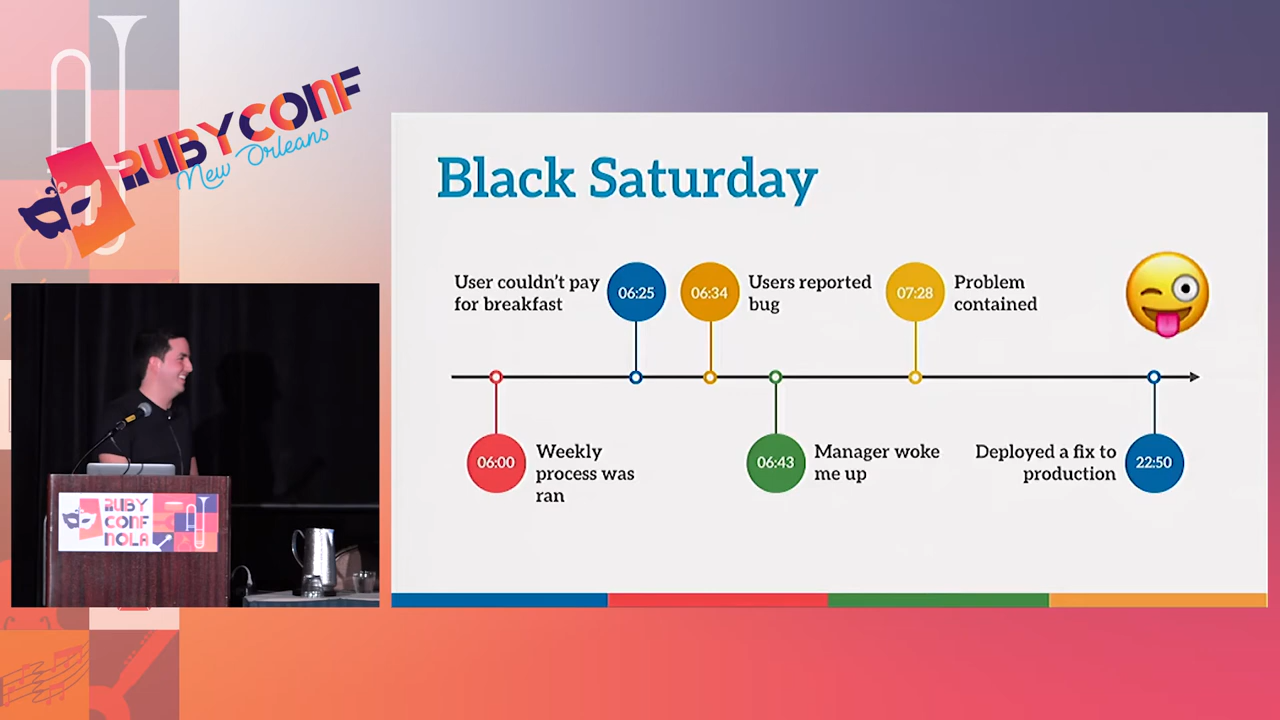 RUBYCONF
New Orleans
Black Saturday
User couldn't pay
for breakfast
06:25
06:34
Users reported
bug
07:28
Problem
contained
06:00
Weekly
process was
ran
06:43
Manager woke
me up
Deployed a fix to
production
22:50
RUBY
CONF
NOLA